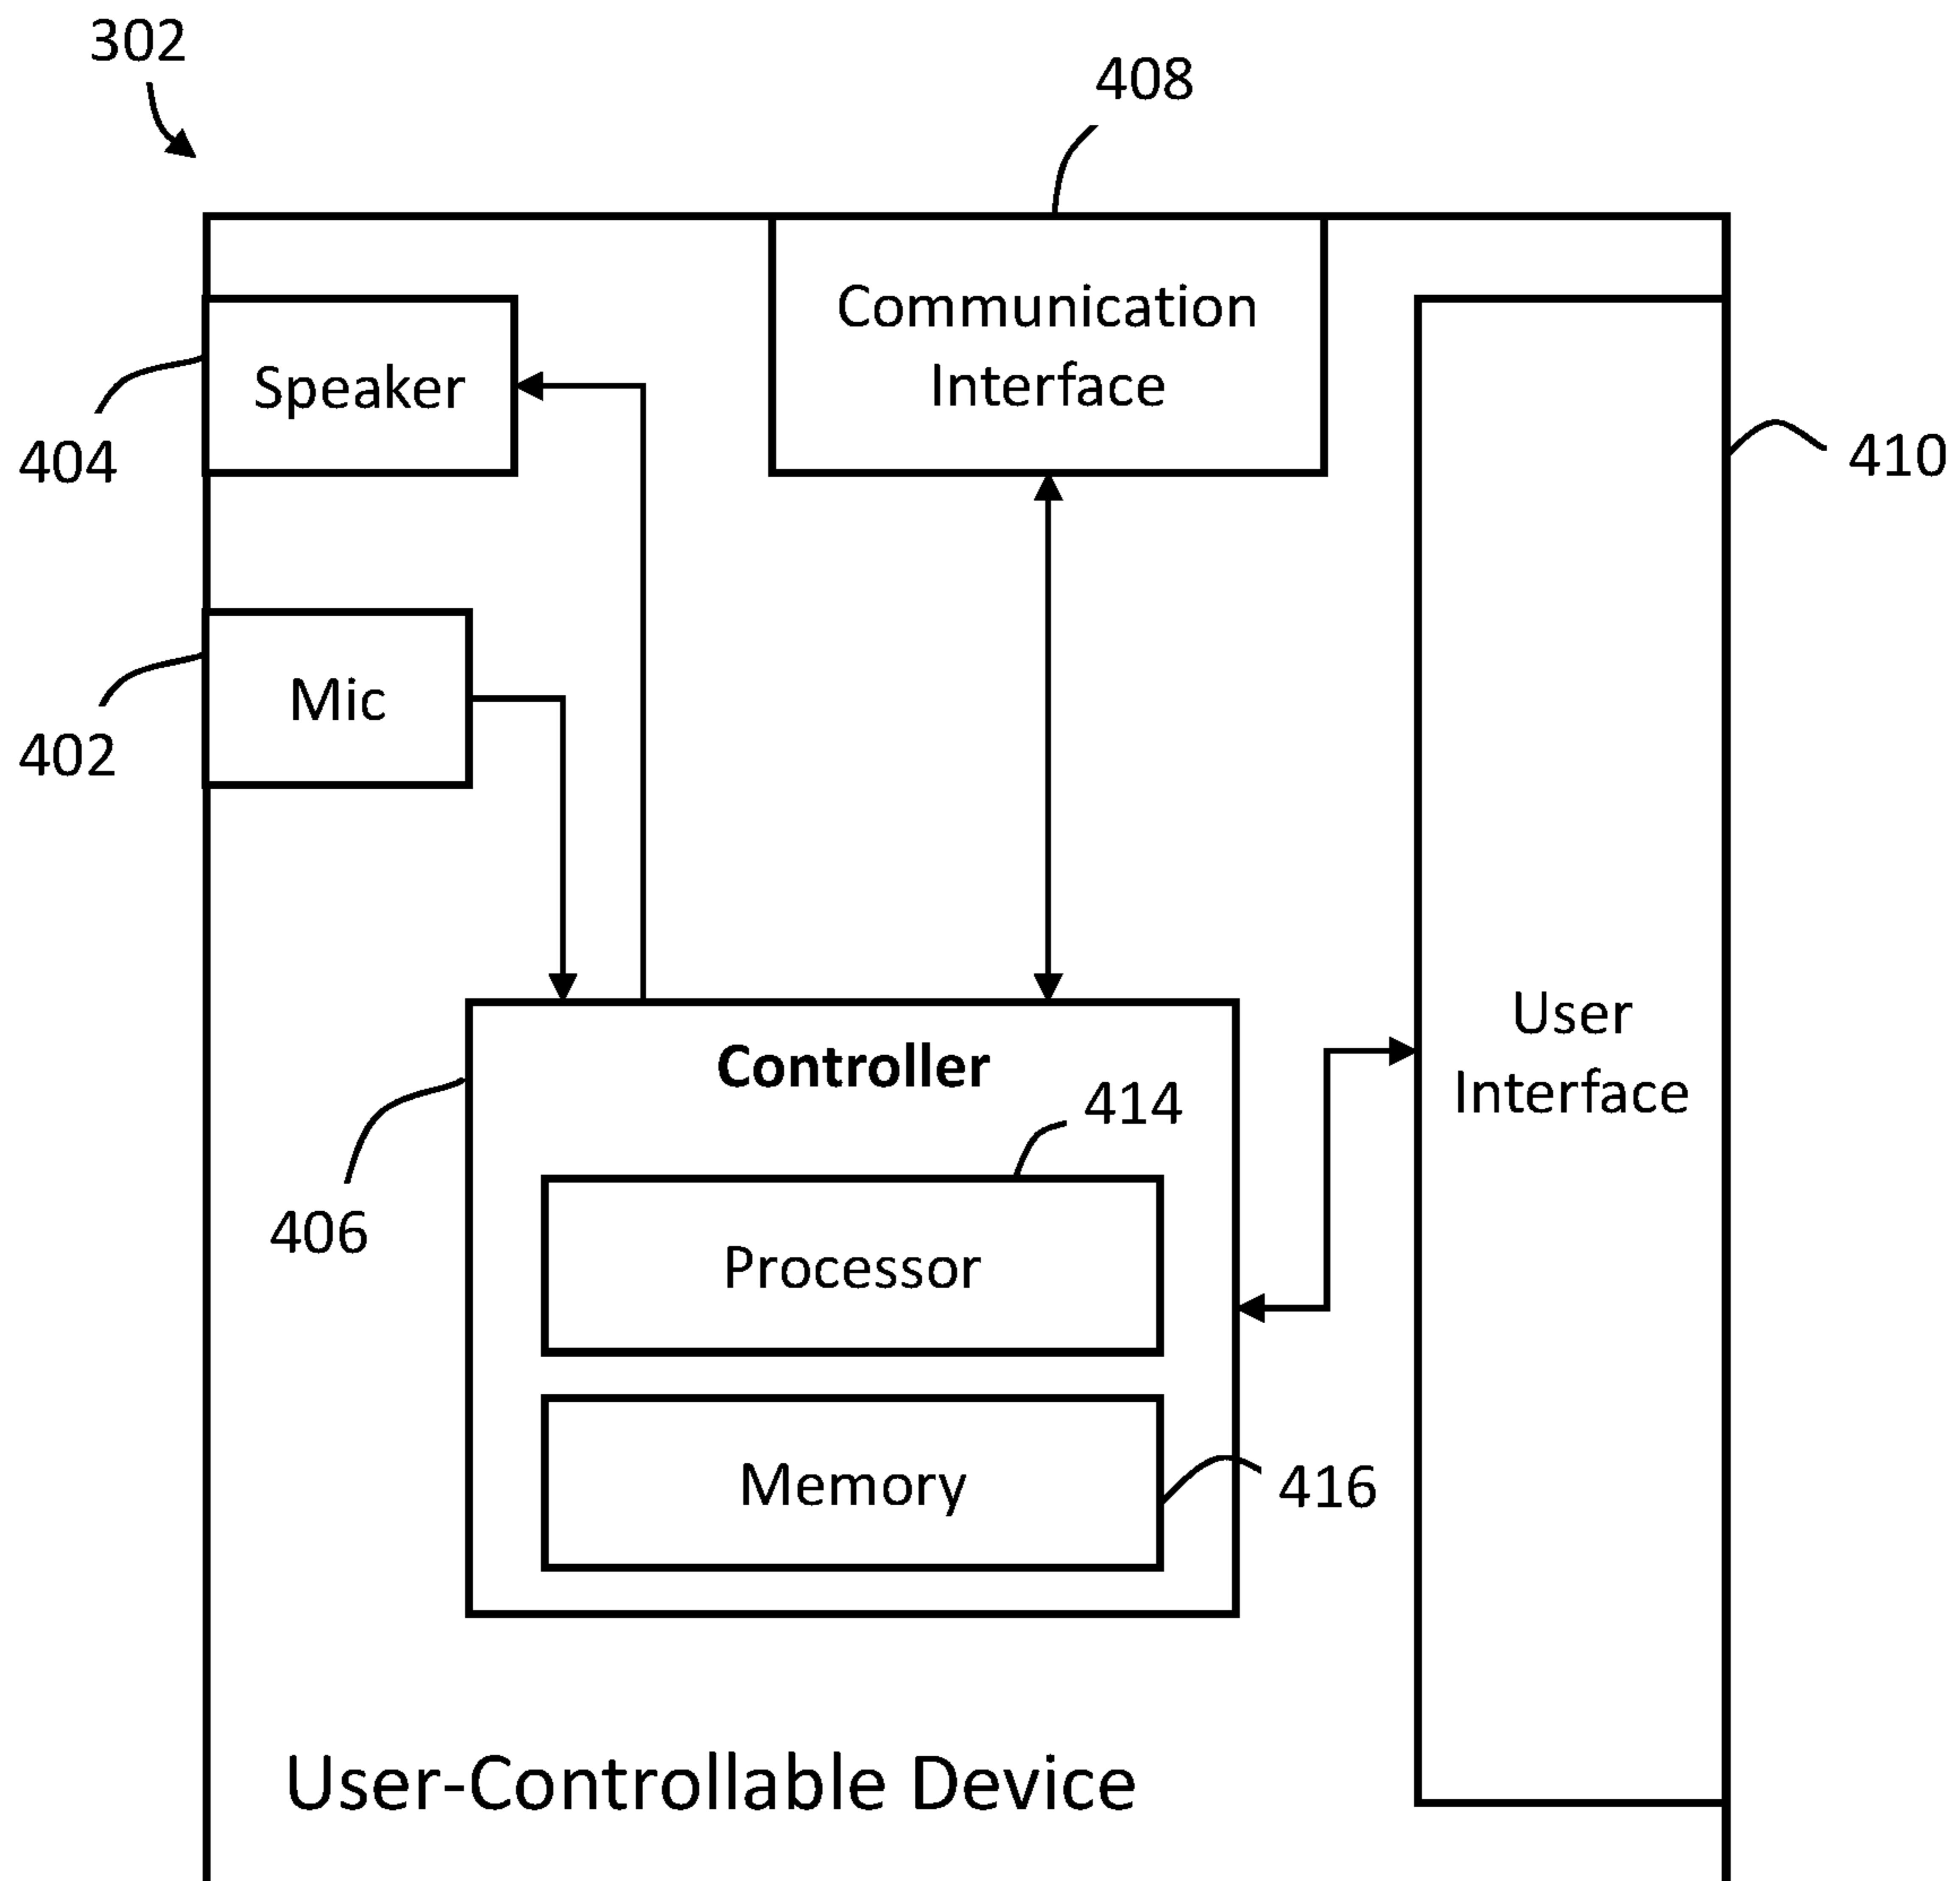 302
408
Communication
Interface
Speaker
404
410
Mic
402
User
Interface
Controller
414
406
Processor
Memory
416
User-Controllable Device